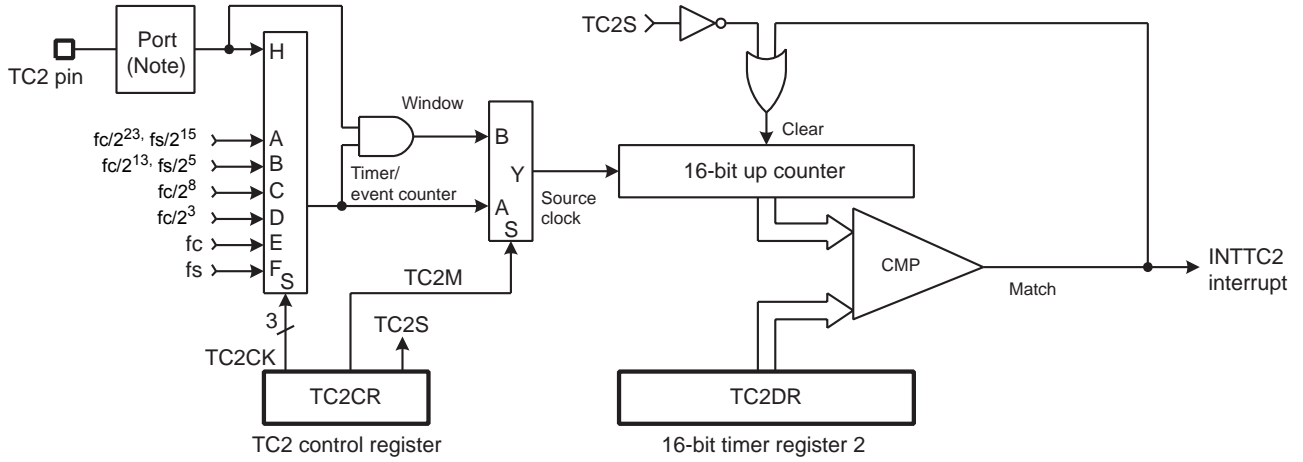 TC2 pin
Port
(Note)
H
fc/2^23, fs/2^15
A
fc/2^13, fs/2^5
B
fc/2^8
C
fc/2^3
D
fc
E
fs
F
S
3
TC2CK
TC2CR
TC2 control register
TC2M
TC2S
Window
Timer/
event counter
B
Y
A
S
Source
clock
TC2S
Clear
16-bit up counter
CMP
Match
INTTC2
interrupt
TC2DR
16-bit timer register 2